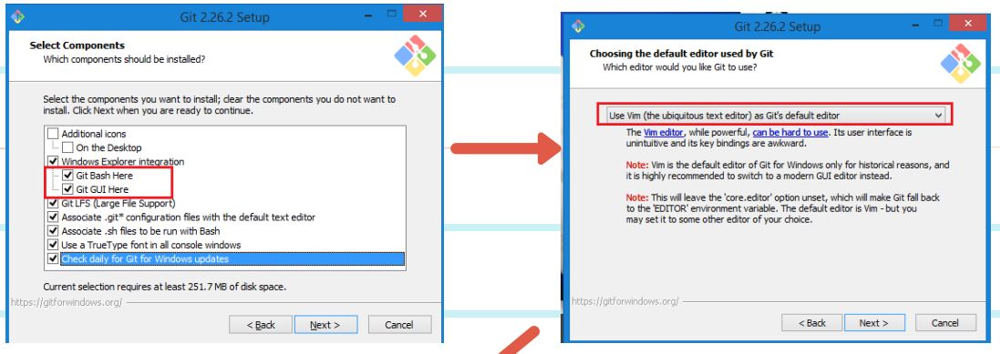 Git 2.26.2 Setup
Select Components
Which components should be installed?
Select the components you want to install; clear the components you do not want to
install. Click Next when you are ready to continue.
Additional icons
On the Desktop
Windows Explorer integration
Git Bash Here
Git GUI Here
Git LFS (Large File Support)
Associate .git* configuration files with the default text editor
Associate .sh files to be run with Bash
Use a TrueType font in all console windows
Check daily for Git for Windows updates
Current selection requires at least 251.7 MB of disk space.
https://gitforwindows.org/
< Back
Next >
Cancel
Git 2.26.2 Setup
Choosing the default editor used by Git
Which editor would you like Git to use?
Use Vim (the ubiquitous text editor) as Git's default editor
The Vim editor, while powerful, can be hard to use. Its user interface is
unintuitive and its key bindings are awkward.
Note: Vim is the default editor of Git for Windows only for historical reasons, and
it is highly recommended to switch to a modern GUI editor instead.
Note: This will leave the 'core.editor' option unset, which will make Git fall back
to the 'EDITOR' environment variable. The default editor is Vim - but you
may set it to some other editor of your choice.
https://gitforwindows.org/
< Back
Next >
Cancel